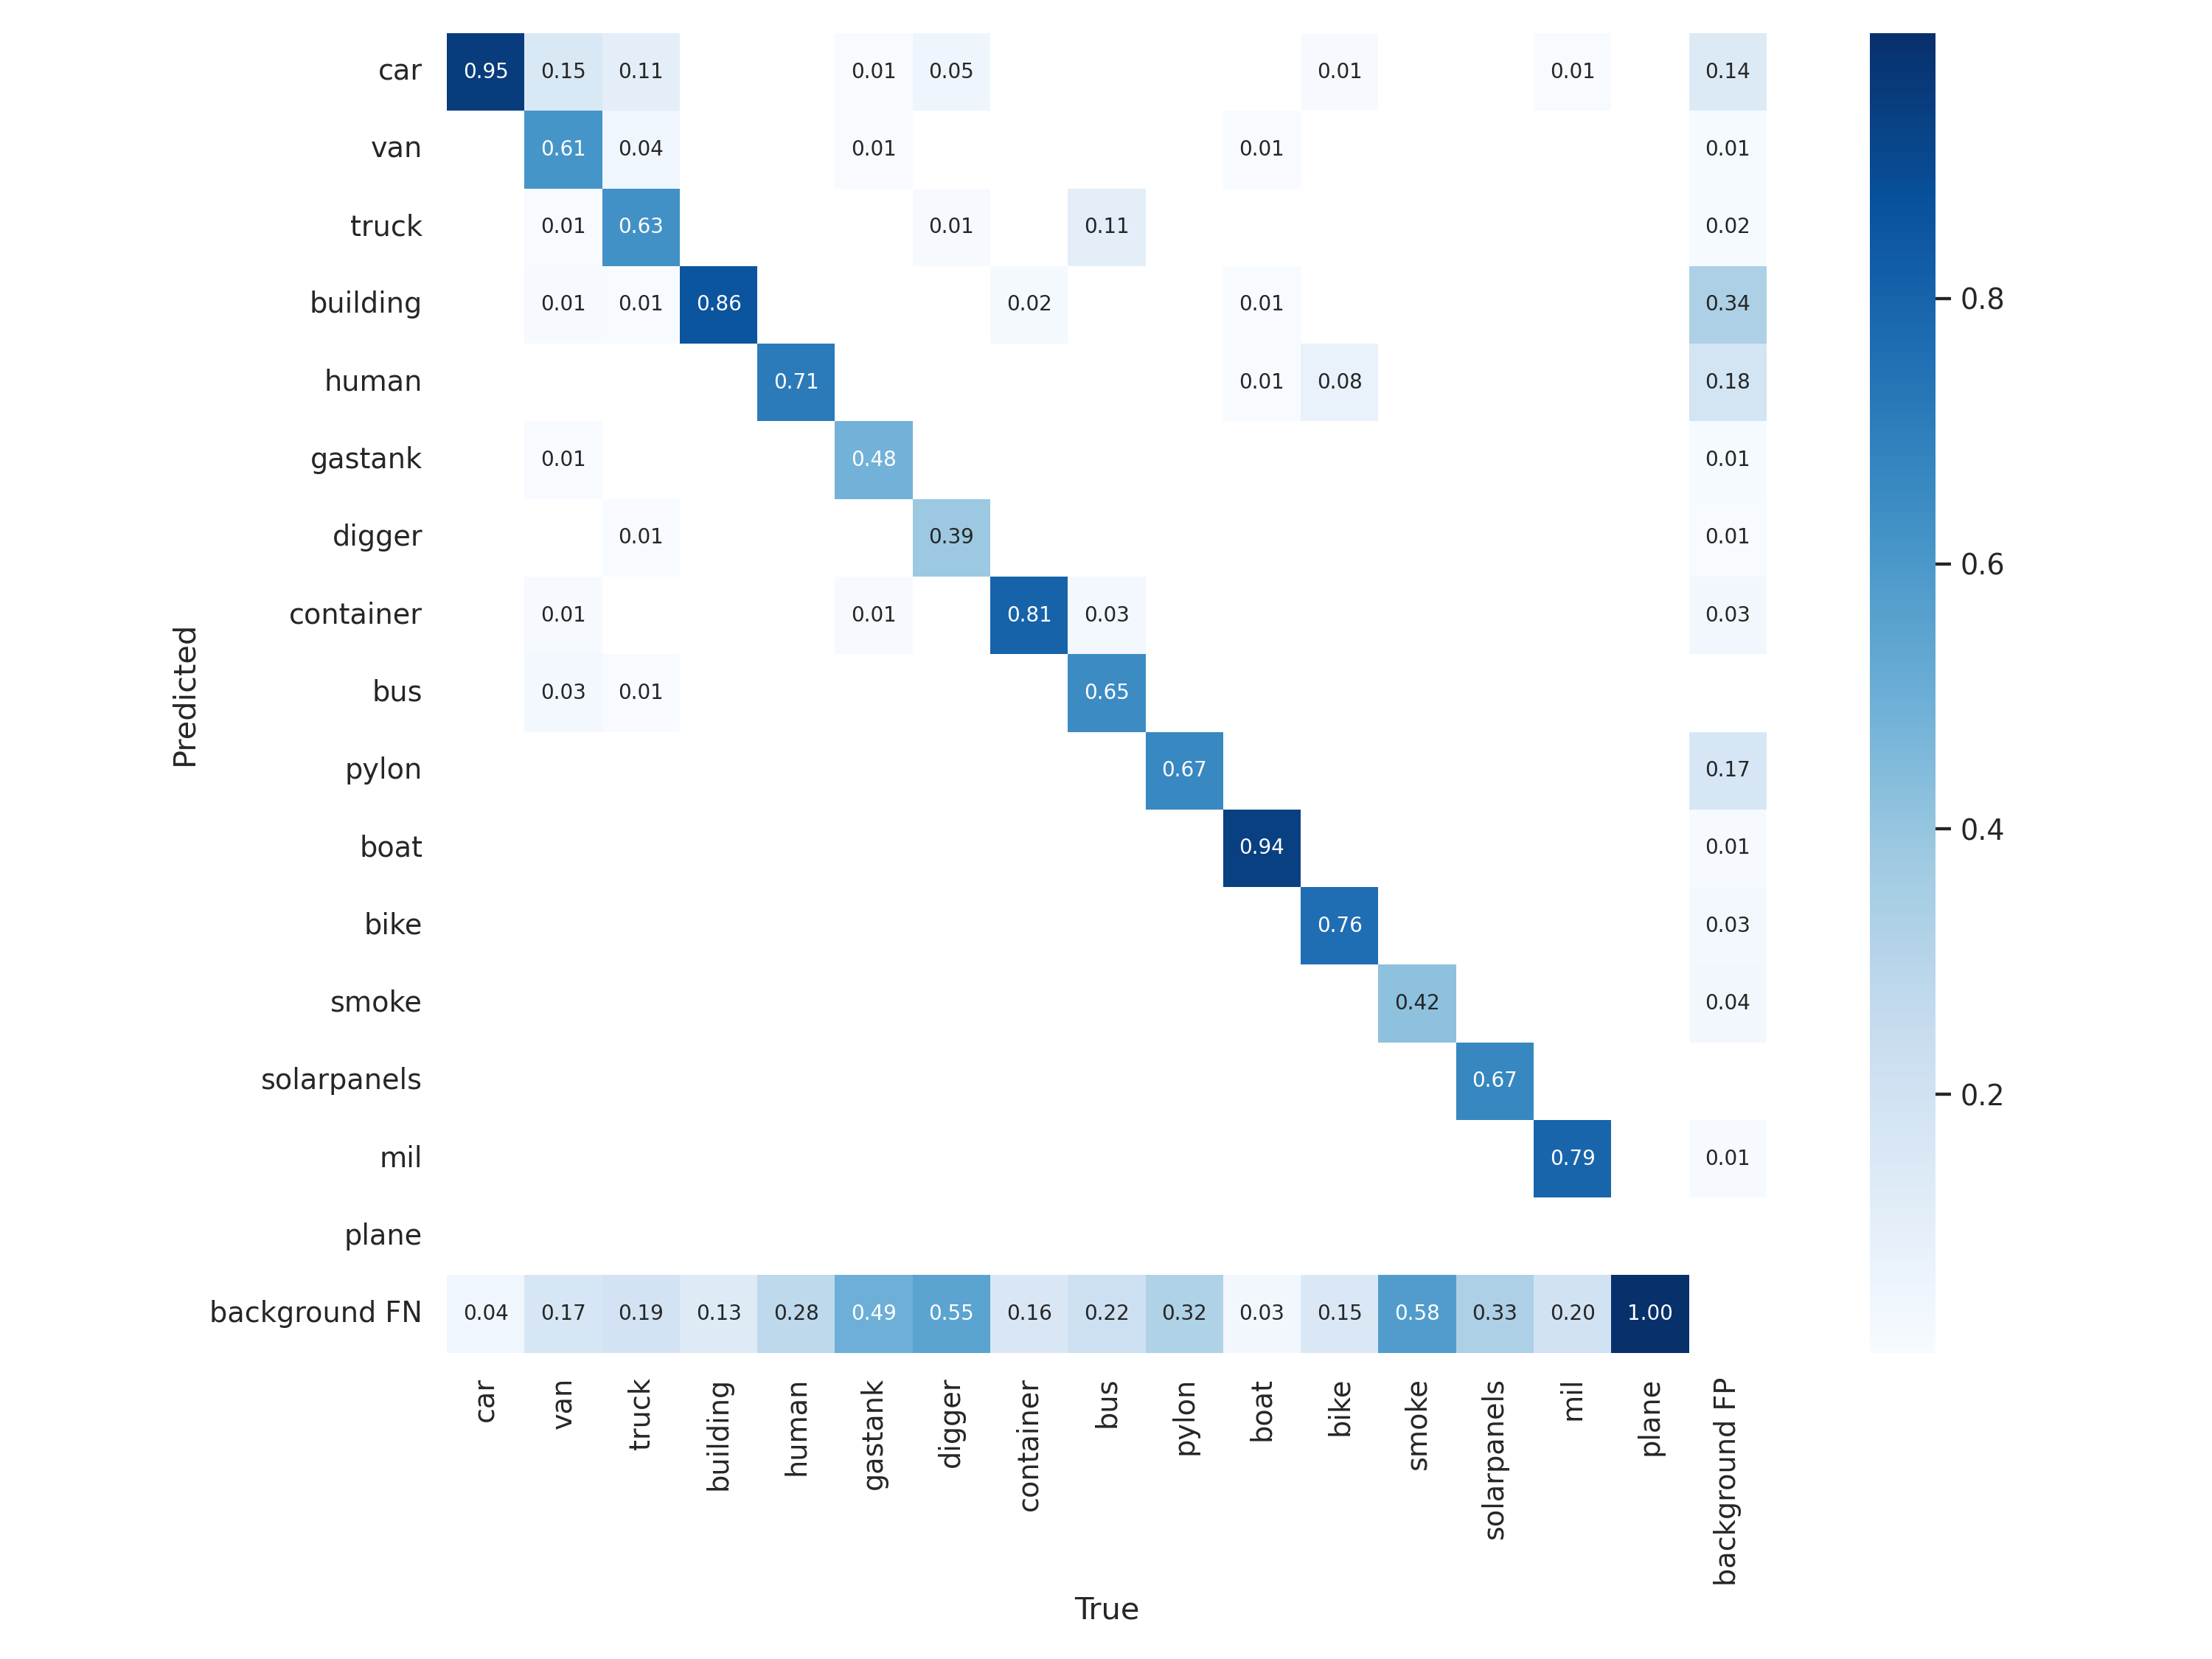 car 0.95 0.15 0.11 0.01 0.05 0.01 0.01 0.14
van 0.61 0.04 0.01 0.01 0.01
truck 0.01 0.63 0.01 0.11 0.02
building 0.01 0.01 0.86 0.02 0.01 0.34
0.8
human 0.71 0.01 0.08 0.18
gastank 0.01 0.48 0.01
digger 0.01 0.39 0.01
0.6
container 0.01 0.01 0.81 0.03 0.03
Predicted
bus 0.03 0.01 0.65
pylon 0.67 0.17
0.4
boat 0.94 0.01
bike 0.76 0.03
smoke 0.42 0.04
solarpanels 0.67
0.2
mil 0.79 0.01
plane
background FN 0.04 0.17 0.19 0.13 0.28 0.49 0.55 0.16 0.22 0.32 0.03 0.15 0.58 0.33 0.20 1.00
car van truck building human gastank digger container bus pylon boat bike smoke solarpanels mil plane background FP
True